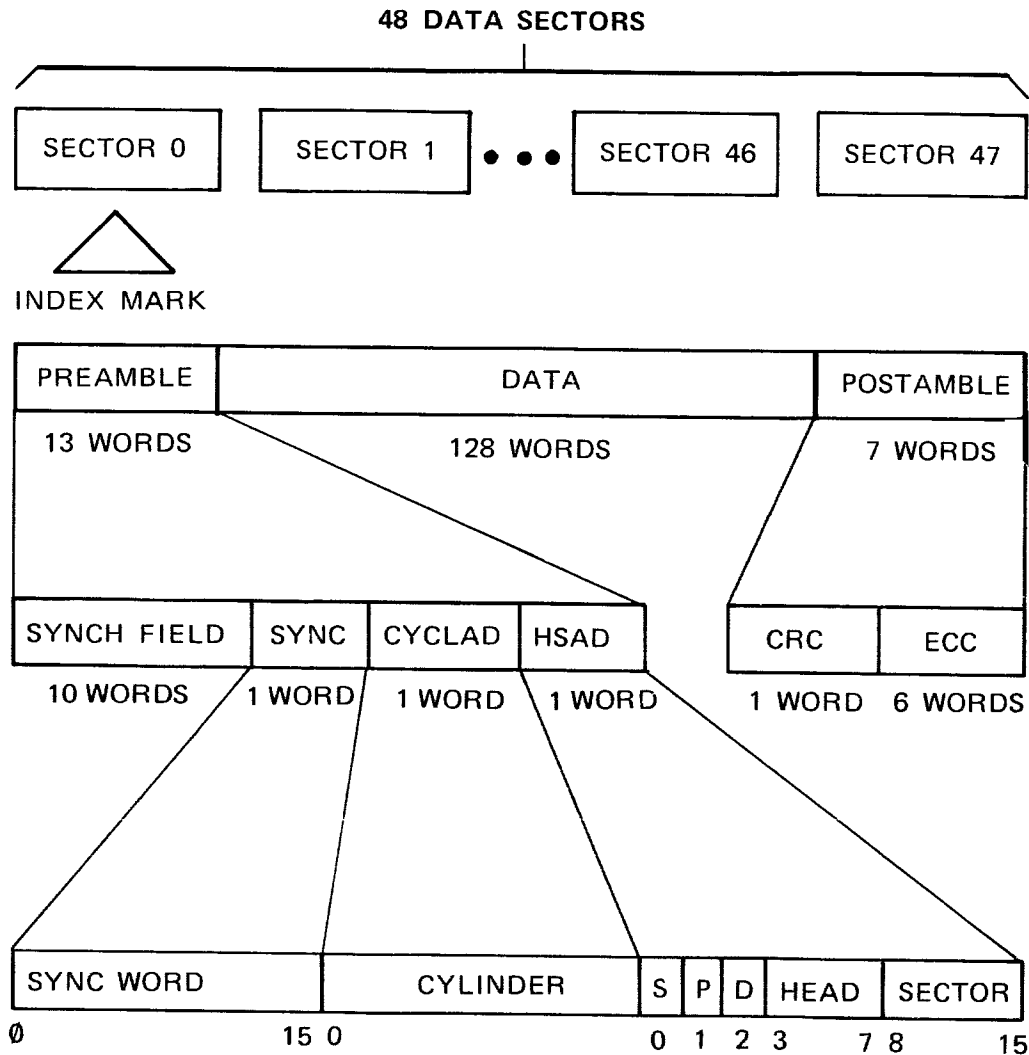 48 DATA SECTORS
SECTOR 0 SECTOR 1 ••• SECTOR 46 SECTOR 47
INDEX MARK
PREAMBLE DATA POSTAMBLE
13 WORDS 128 WORDS 7 WORDS
SYNCH FIELD SYNC CYCLAD HSAD CRC ECC
10 WORDS 1 WORD 1 WORD 1 WORD 1 WORD 6 WORDS
SYNC WORD CYLINDER S P D HEAD SECTOR
Ø 15 0 0 1 2 3 7 8 15